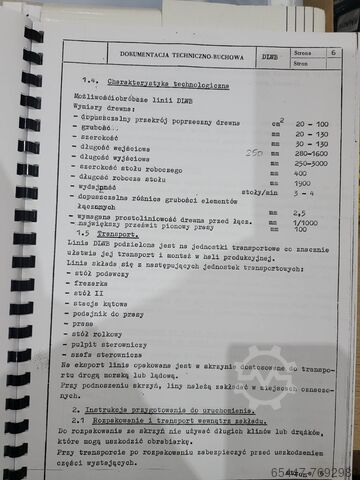 DOKUMENTACJA TECHNICZNO-RUCHOWA DLWB Strona 6
Stron
1.4. Charakterystyka technologiczna
Możliwości obróbcze linii DLWB
Wymiary drewna:
- dopuszczalny przekrój poprzeczny drewna cm2 20 - 100
- grubość mm 20 - 130
- szerokość mm 30 - 130
- długość wejściowa 250 mm 280-1600
- długość wyjściowa mm 250-3000
- szerokość stołu roboczego mm 400
- długość robocza stołu mm 1900
- wydajność stoły/min 3 - 4
- dopuszczalna różnica grubości elementów
łączonych mm 2,5
- wymagana prostoliniowość drewna przed łącz. mm 1/1000
- największy prześwit pionowy prasy mm 100
1.5 Transport.
Linia DLWB podzielona jest na jednostki transportowe co znacznie
ułatwia jej transport i montaż w hali produkcyjnej.
Linia składa się z następujących jednostek transportowych:
- stół podawczy
- frezarka
- stół II
- stacja kątowa
- podajnik do prasy
- prasa
- stół rolkowy
- pulpit sterowniczy
- szafa sterownicza
Na eksport linia opakowana jest w skrzynie dostosowane do transpo-
rtu drogą morską lub lądową.
Przy podnoszeniu skrzyń, liny należy zakładać w miejscach oznaczo-
nych.
2. Instrukcja przygotowania do uruchomienia.
2.1 Rozpakowanie i transport wewnątrz zakładu.
Do rozpakowania ze skrzyń nie używać długich klinów lub drążków,
które mogą uszkodzić obrabiarkę.
Przy transporcie po rozpakowaniu zabezpieczyć przed uszkodzeniem
części wystających.